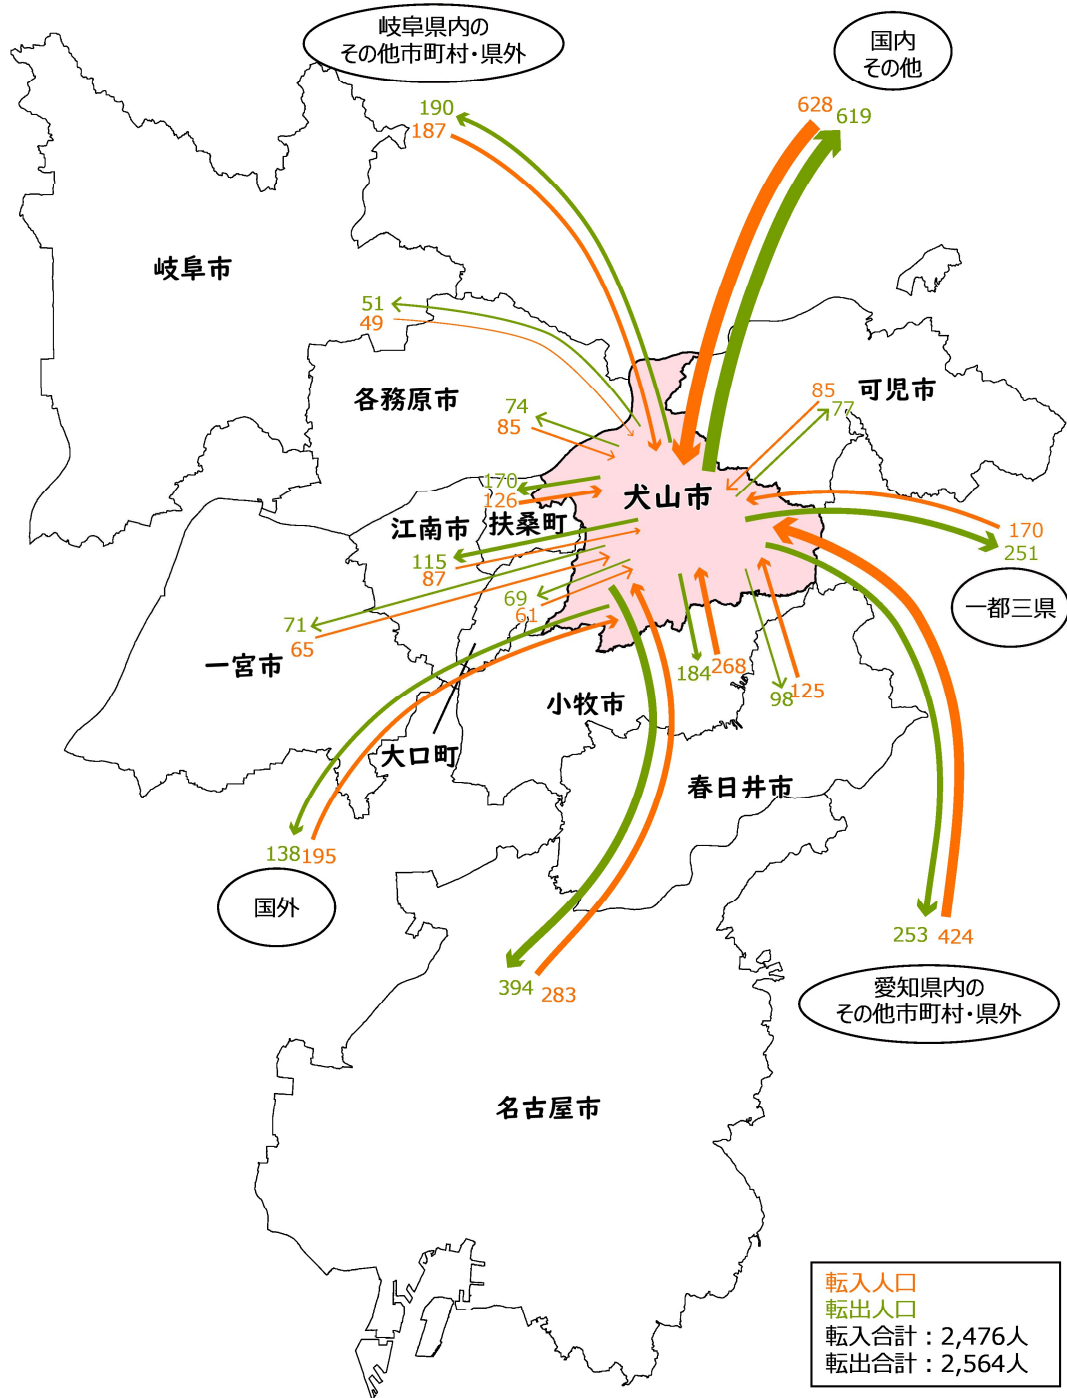 岐阜県内の
その他市町村・県外
国内
その他
190
187
628
619
岐阜市
51
49
各務原市
74
85
85
77
可児市
170
126
犬山市
江南市
扶桑町
115
87
170
251
一都三県
69
61
71
65
一宮市
184
268
98
125
小牧市
大口町
春日井市
138
195
国外
394
283
253
424
愛知県内の
その他市町村・県外
名古屋市
転入人口
転出人口
転入合計：2,476人
転出合計：2,564人